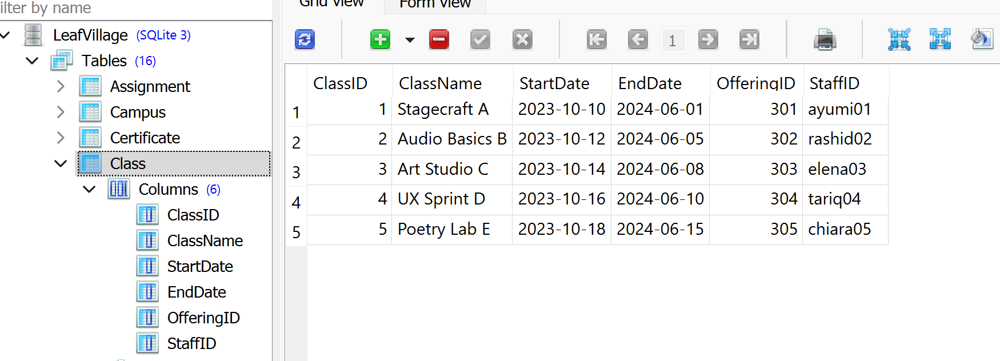 ilter by name
LeafVillage (SQLite 3)
Tables (16)
Assignment
Campus
Certificate
Class
Columns (6)
ClassID
ClassName
StartDate
EndDate
OfferingID
StaffID
Grid view Form view
1
ClassID ClassName StartDate EndDate OfferingID StaffID
1 1 Stagecraft A 2023-10-10 2024-06-01 301 ayumi01
2 2 Audio Basics B 2023-10-12 2024-06-05 302 rashid02
3 3 Art Studio C 2023-10-14 2024-06-08 303 elena03
4 4 UX Sprint D 2023-10-16 2024-06-10 304 tariq04
5 5 Poetry Lab E 2023-10-18 2024-06-15 305 chiara05